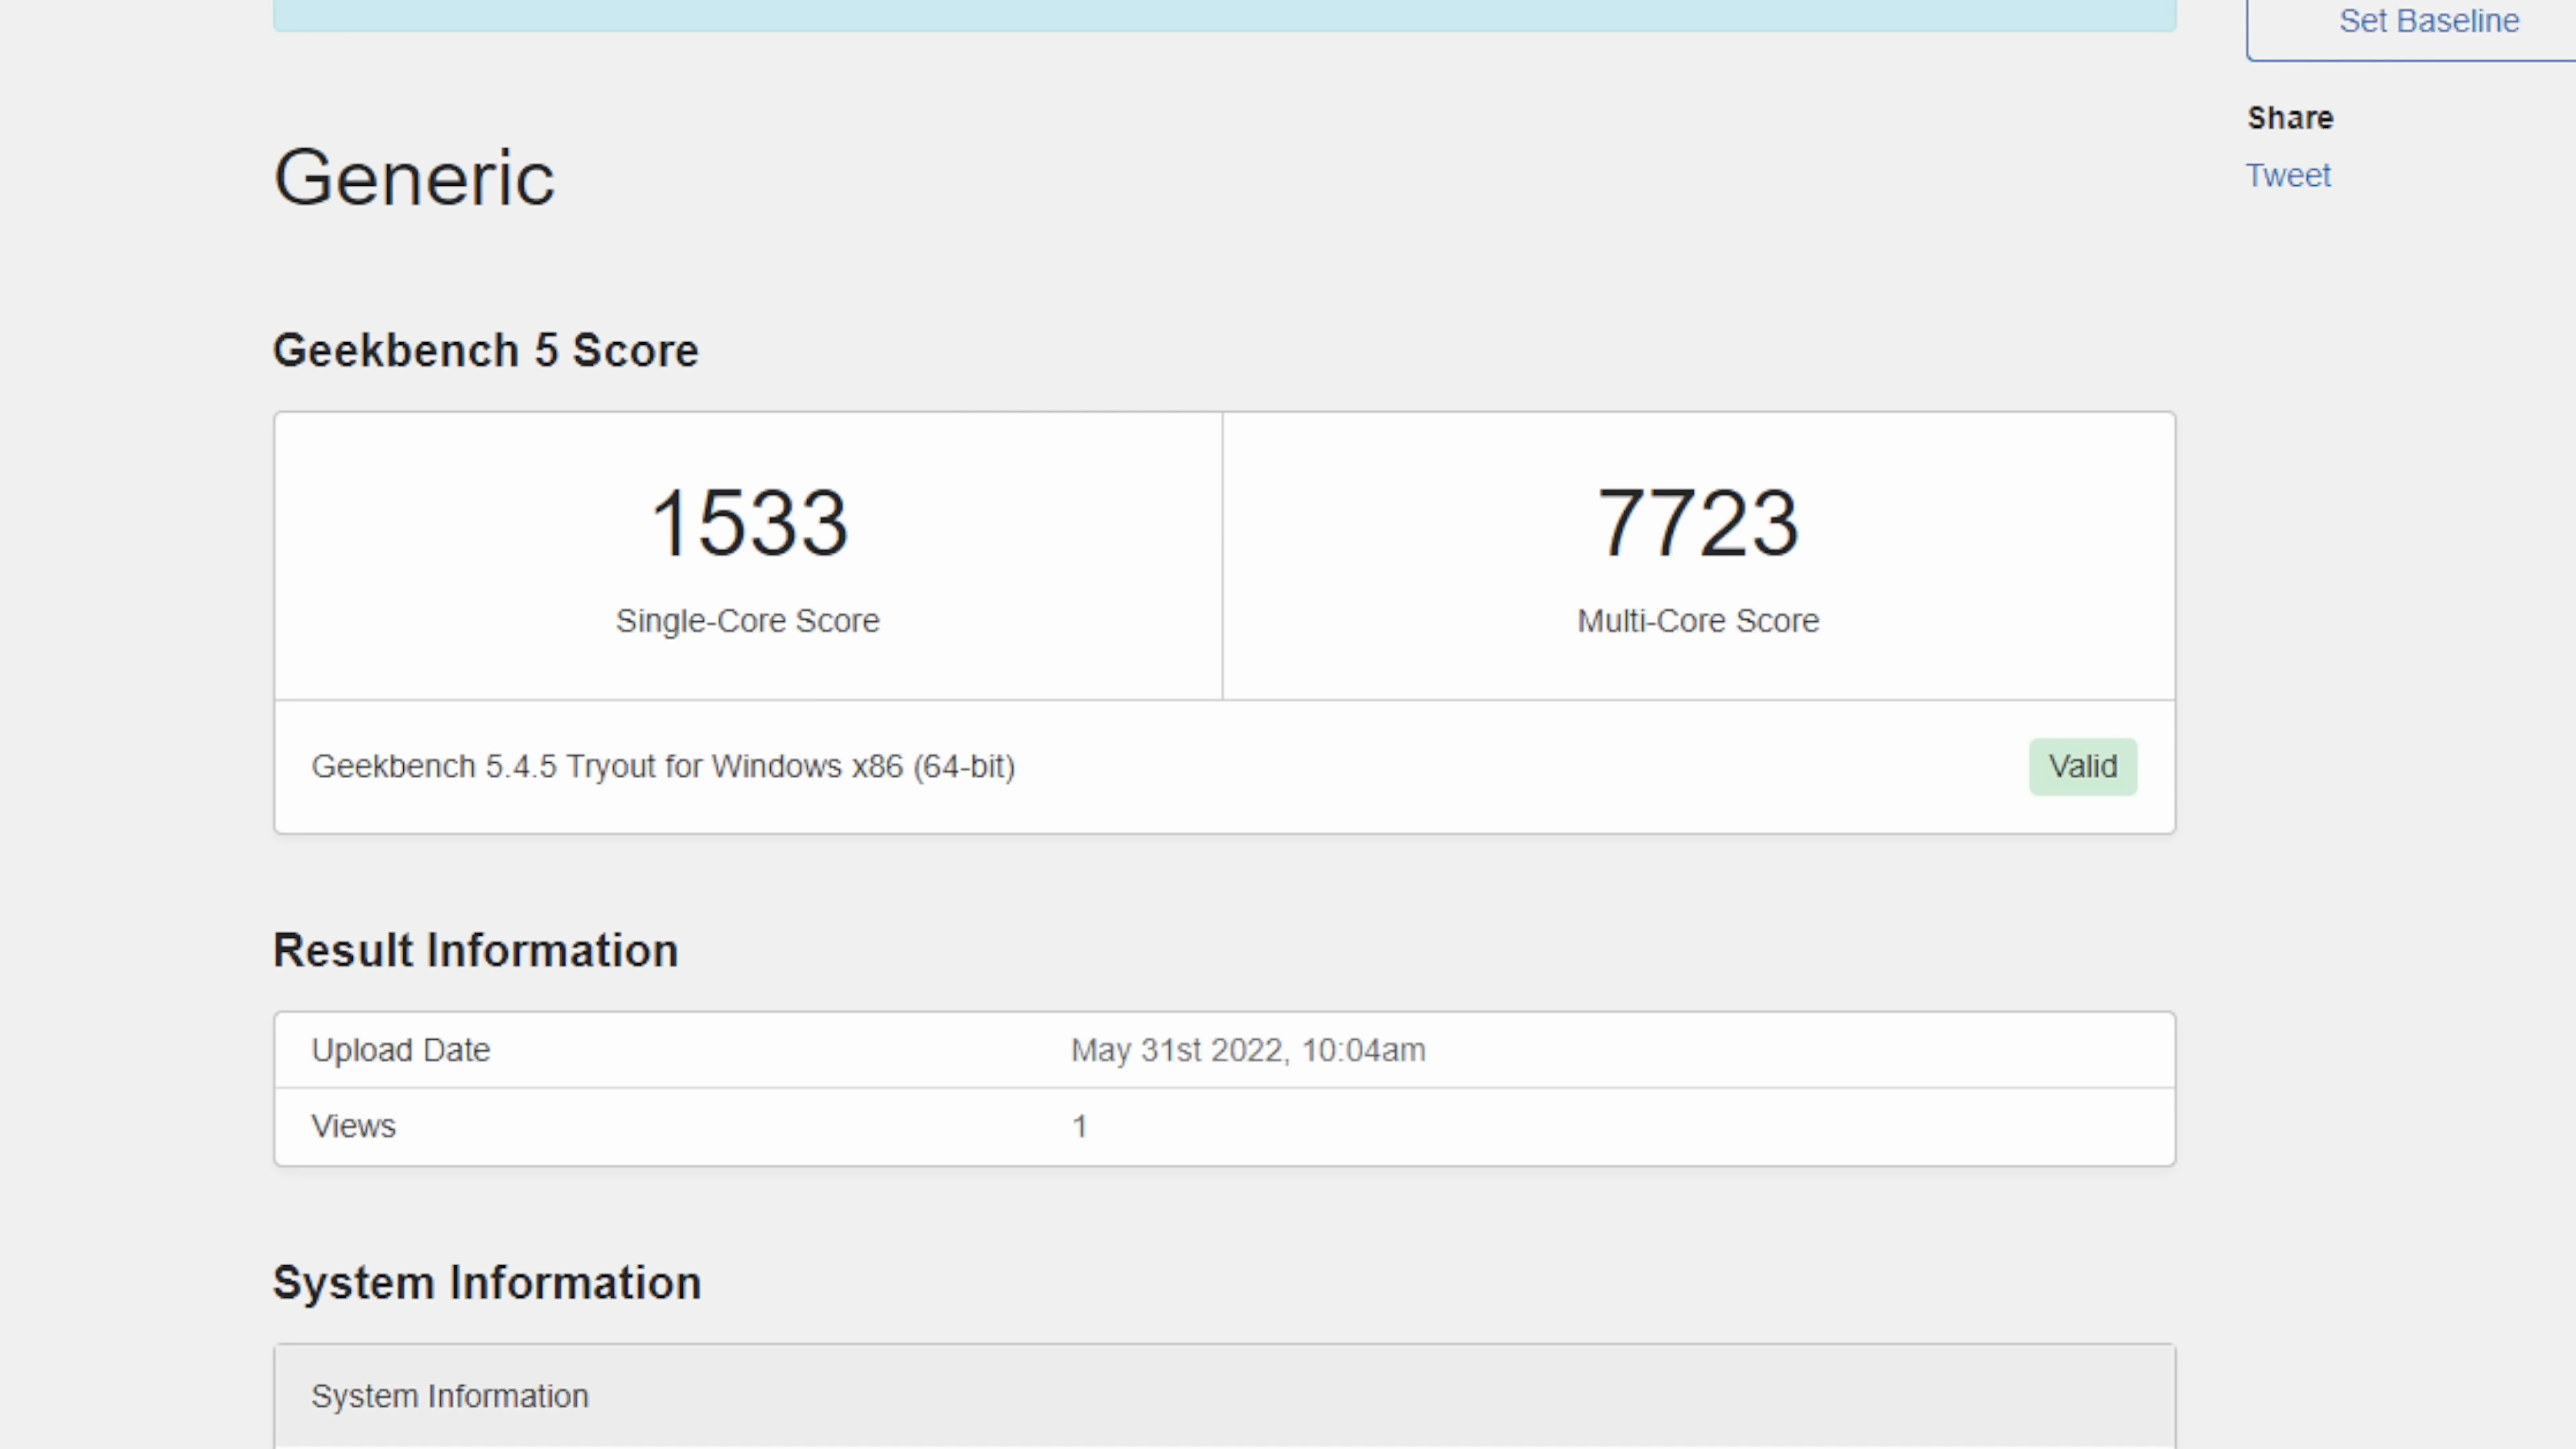 Set Baseline
Share
Tweet
Generic
Geekbench 5 Score
1533
Single-Core Score
7723
Multi-Core Score
Geekbench 5.4.5 Tryout for Windows x86 (64-bit)
Valid
Result Information
Upload Date
May 31st 2022, 10:04am
Views
1
System Information
System Information